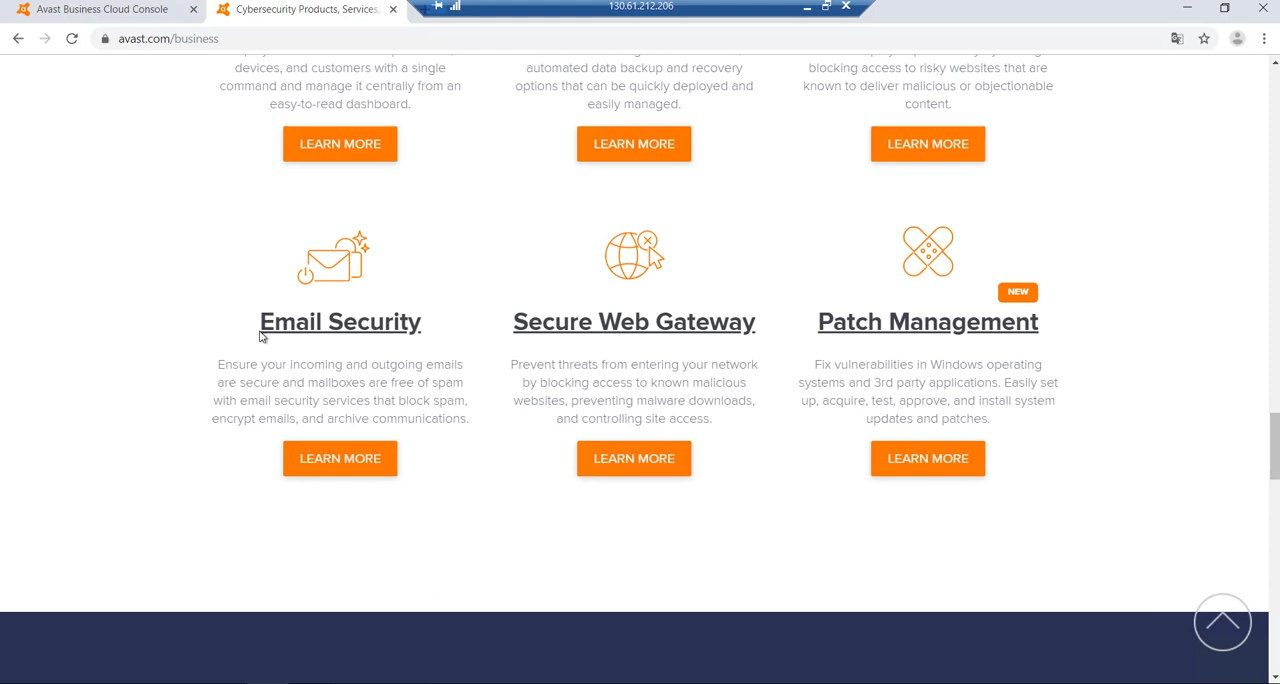 Avast Business Cloud Console
Cybersecurity Products, Services,
130.61.212.206
avast.com/business
devices, and customers with a single
command and manage it centrally from an
easy-to-read dashboard.
LEARN MORE
automated data backup and recovery
options that can be quickly deployed and
easily managed.
LEARN MORE
blocking access to risky websites that are
known to deliver malicious or objectionable
content.
LEARN MORE
Email Security
Ensure your incoming and outgoing emails
are secure and mailboxes are free of spam
with email security services that block spam,
encrypt emails, and archive communications.
LEARN MORE
Secure Web Gateway
Prevent threats from entering your network
by blocking access to known malicious
websites, preventing malware downloads,
and controlling site access.
LEARN MORE
NEW
Patch Management
Fix vulnerabilities in Windows operating
systems and 3rd party applications. Easily set
up, acquire, test, approve, and install system
updates and patches.
LEARN MORE